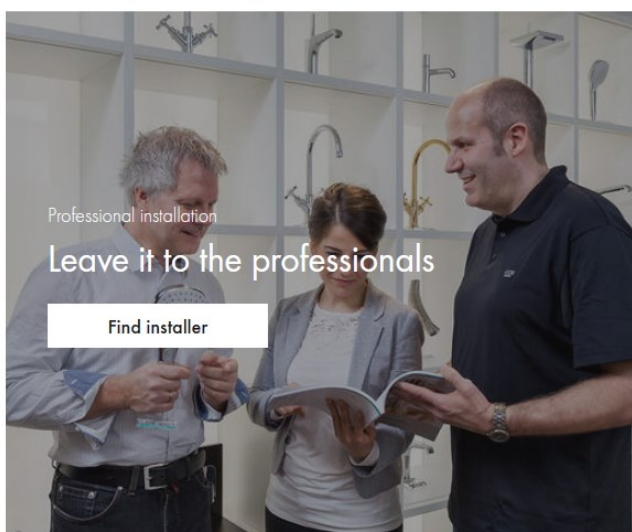 Professional installation
Leave it to the professionals
Find installer